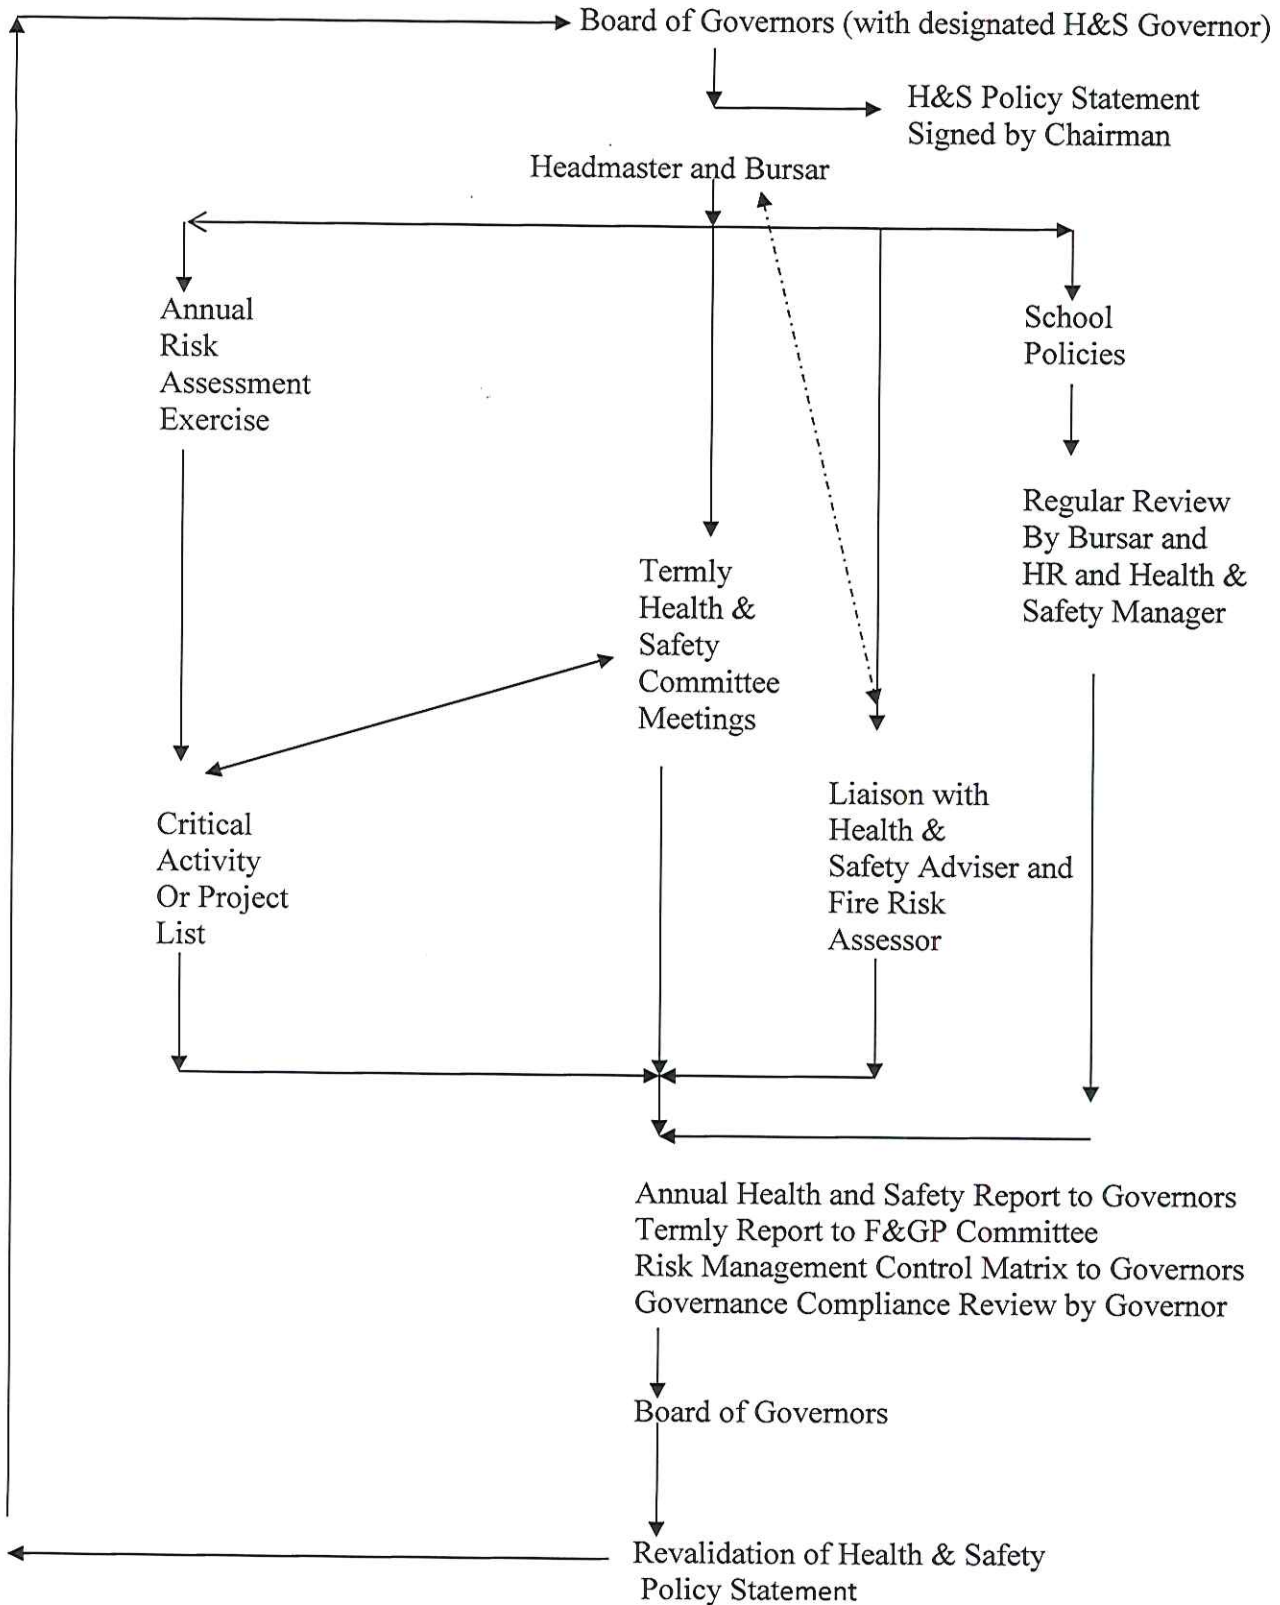 Board of Governors (with designated H&S Governor)
H&S Policy Statement
Signed by Chairman
Headmaster and Bursar
Annual
Risk
Assessment
Exercise
School
Policies
Regular Review
By Bursar and
HR and Health &
Safety Manager
Termly
Health &
Safety
Committee
Meetings
Liaison with
Health &
Safety Adviser and
Fire Risk
Assessor
Critical
Activity
Or Project
List
Annual Health and Safety Report to Governors
Termly Report to F&GP Committee
Risk Management Control Matrix to Governors
Governance Compliance Review by Governor
Board of Governors
Revalidation of Health & Safety
Policy Statement